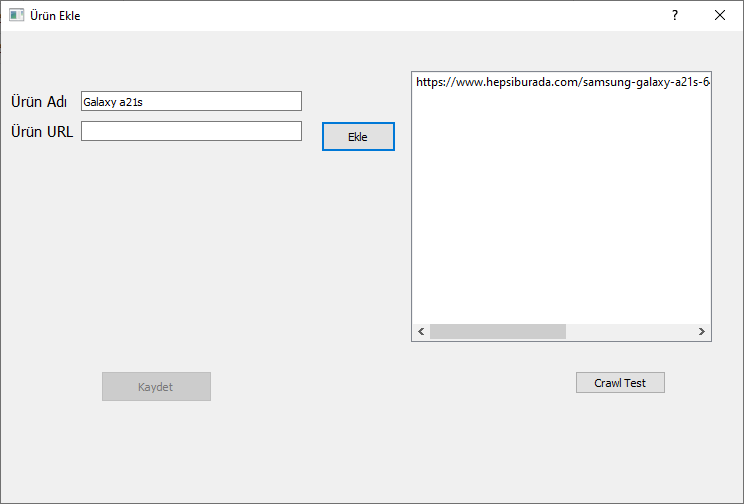 Ürün Ekle
?
Ürün Adı
Galaxy a21s
Ürün URL
Ekle
https://www.hepsiburada.com/samsung-galaxy-a21s-6
Kaydet
Crawl Test